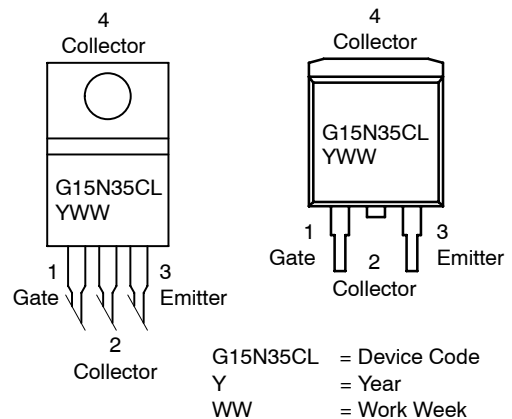 4
Collector
G15N35CL
YWW
1
Gate
3
Emitter
2
Collector
4
Collector
G15N35CL
YWW
1
Gate
3
Emitter
2
Collector
G15N35CL = Device Code
Y = Year
WW = Work Week